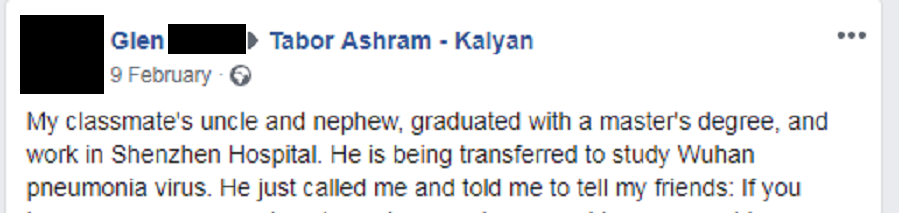 Glen Tabor Ashram - Kalyan
9 February ·
My classmate's uncle and nephew, graduated with a master's degree, and
work in Shenzhen Hospital. He is being transferred to study Wuhan
pneumonia virus. He just called me and told me to tell my friends: If you